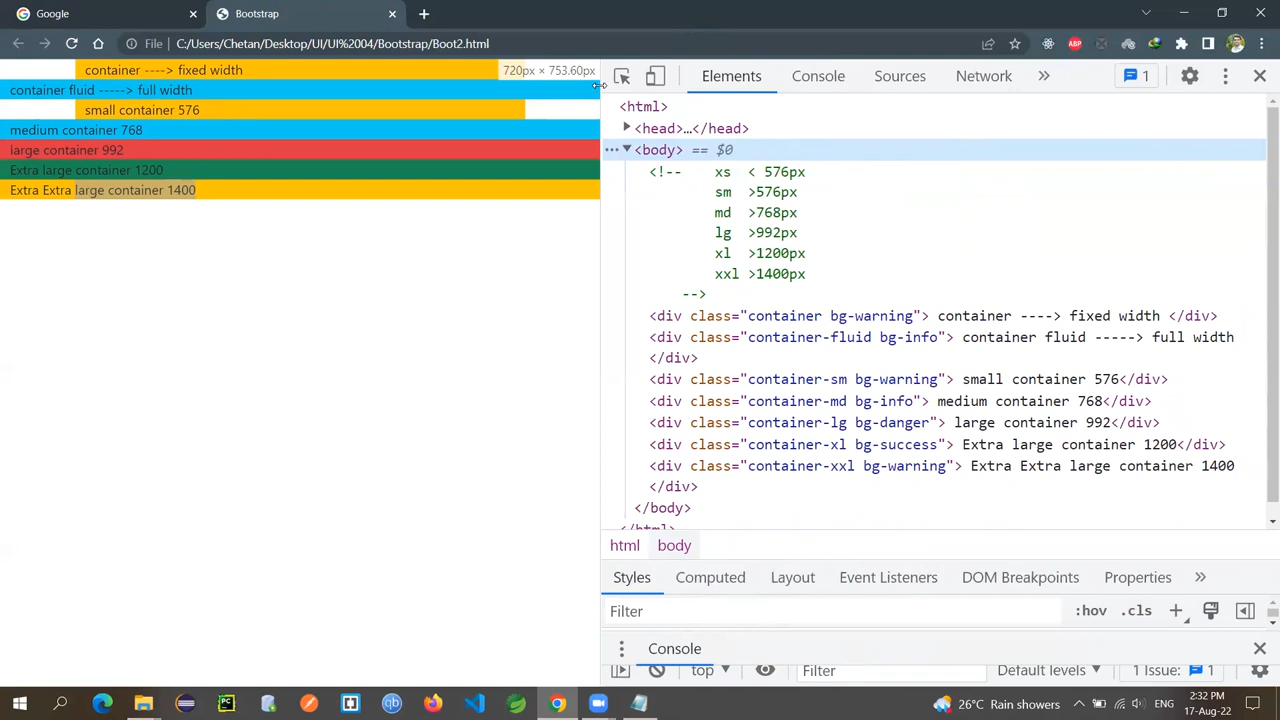 Google
Bootstrap
File
C:/Users/Chetan/Desktop/UI/UI%2004/Bootstrap/Boot2.html
ABP
container ----> fixed width
720px × 753.60px
container fluid -----> full width
small container 576
medium container 768
large container 992
Extra large container 1200
Extra Extra large container 1400
Elements
Console
Sources
Network
1
<html>
<head>…</head>
<body> == $0
<!-- xs < 576px
sm >576px
md >768px
lg >992px
xl >1200px
xxl >1400px
-->
<div class="container bg-warning"> container ----> fixed width </div>
<div class="container-fluid bg-info"> container fluid -----> full width
</div>
<div class="container-sm bg-warning"> small container 576</div>
<div class="container-md bg-info"> medium container 768</div>
<div class="container-lg bg-danger"> large container 992</div>
<div class="container-xl bg-success"> Extra large container 1200</div>
<div class="container-xxl bg-warning"> Extra Extra large container 1400
</div>
</body>
</html>
html
body
Styles
Computed
Layout
Event Listeners
DOM Breakpoints
Properties
Filter
:hov
.cls
Console
top
Filter
Default levels
1 Issue:
1
PC
qb
26°C Rain showers
ENG
2:32 PM
17-Aug-22